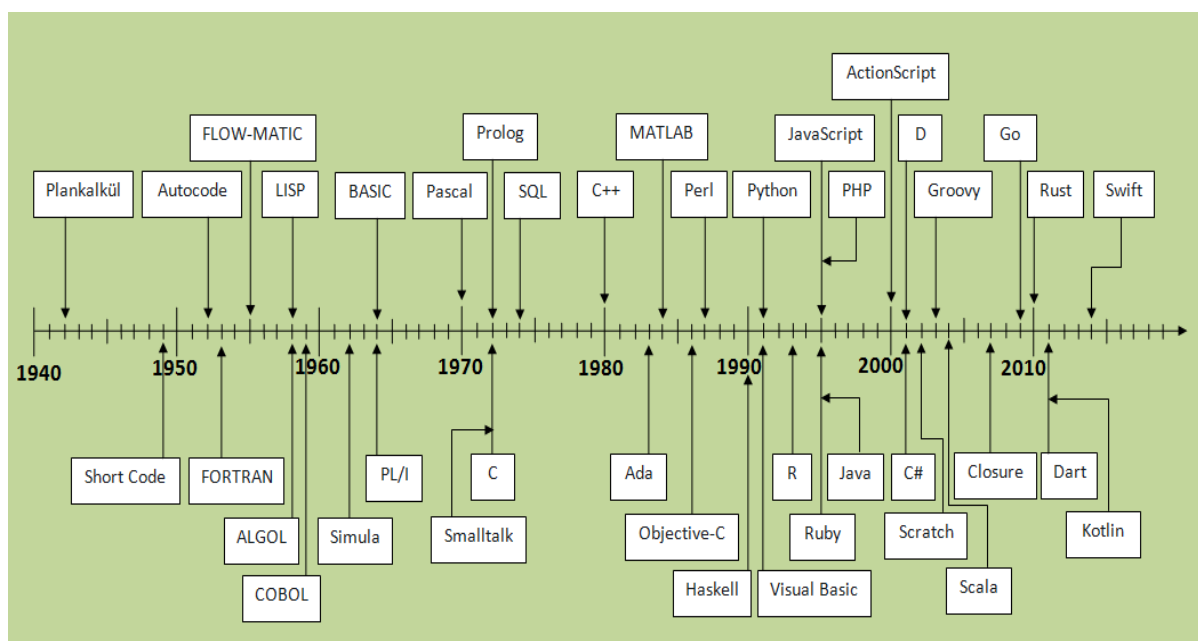 ActionScript
FLOW-MATIC
Prolog
MATLAB
JavaScript
D
Go
Plankalkül
Autocode
LISP
BASIC
Pascal
SQL
C++
Perl
Python
PHP
Groovy
Rust
Swift
1940
1950
1960
1970
1980
1990
2000
2010
Short Code
FORTRAN
PL/I
C
Ada
R
Java
C#
Closure
Dart
ALGOL
Simula
Smalltalk
Objective-C
Ruby
Scratch
Kotlin
COBOL
Haskell
Visual Basic
Scala